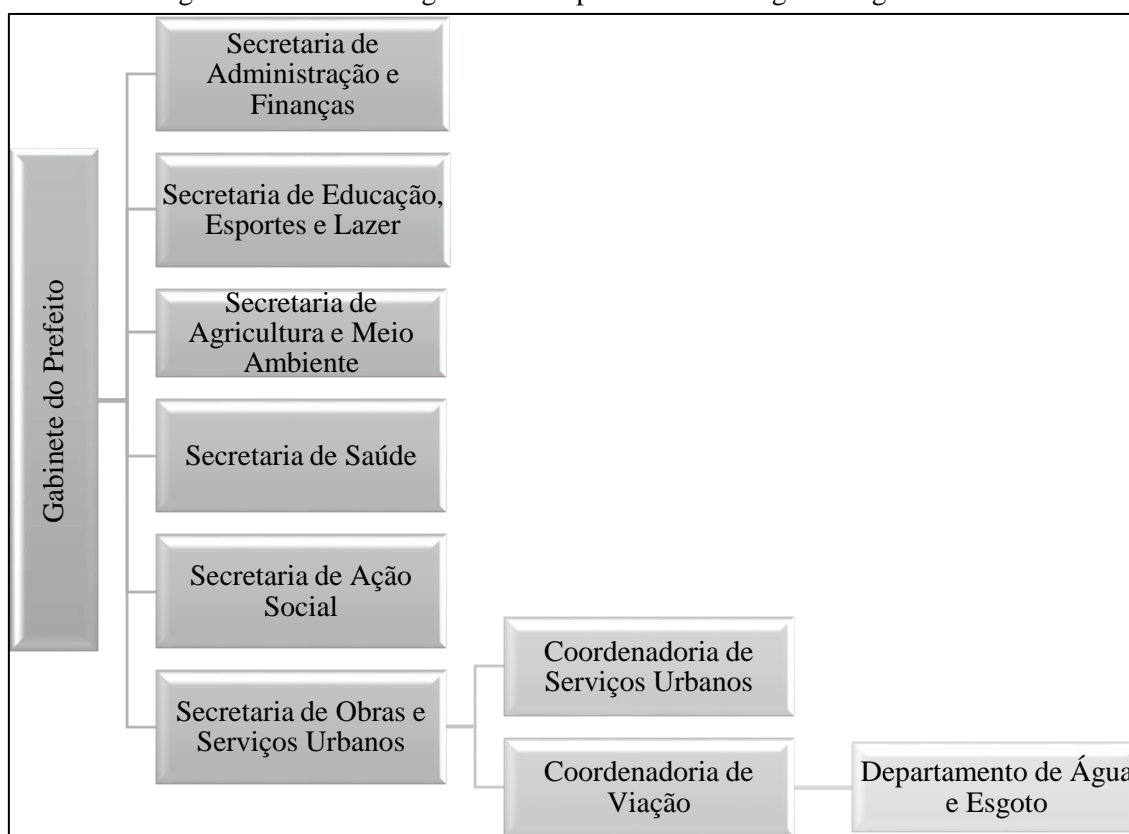 Gabinete do Prefeito
Secretaria de
Administração e
Finanças
Secretaria de Educação,
Esportes e Lazer
Secretaria de
Agricultura e Meio
Ambiente
Secretaria de Saúde
Secretaria de Ação
Social
Secretaria de Obras e
Serviços Urbanos
Coordenadoria de
Serviços Urbanos
Coordenadoria de
Viação
Departamento de Água
e Esgoto